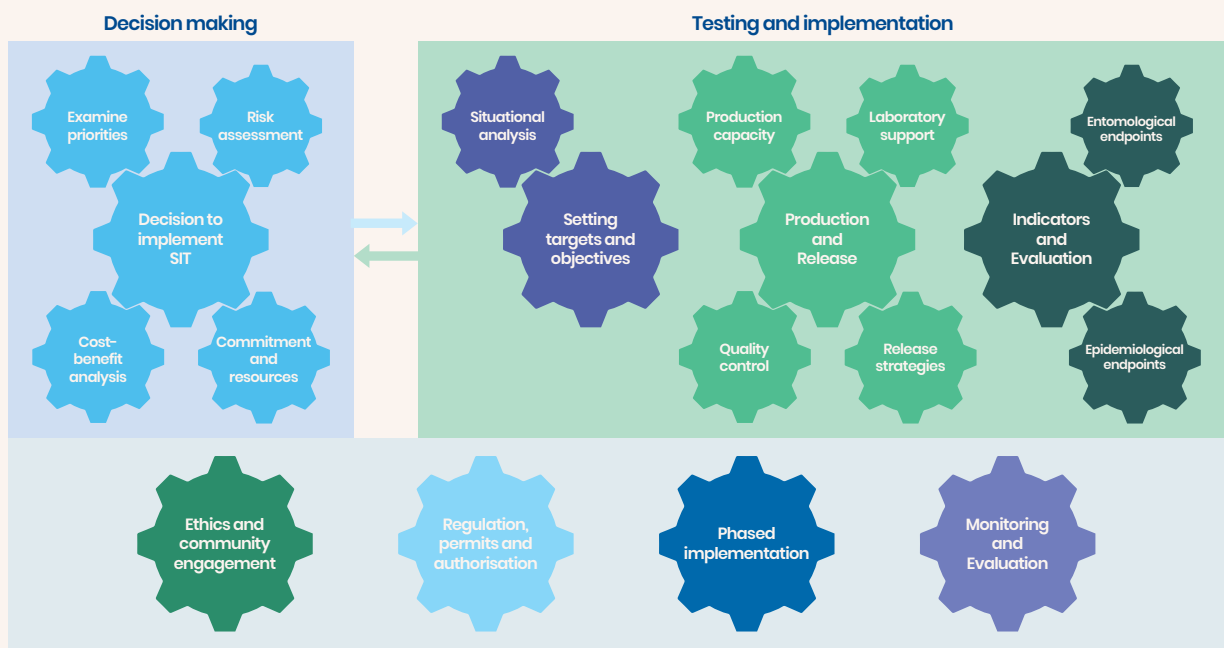 Decision making
Testing and implementation
Examine
priorities
Risk
assessment
Decision to
implement
SIT
Cost-
benefit
analysis
Commitment
and
resources
Situational
analysis
Setting
targets and
objectives
Production
capacity
Laboratory
support
Production
and
Release
Quality
control
Release
strategies
Entomological
endpoints
Indicators
and
Evaluation
Epidemiological
endpoints
Ethics and
community
engagement
Regulation,
permits and
authorisation
Phased
implementation
Monitoring
and
Evaluation